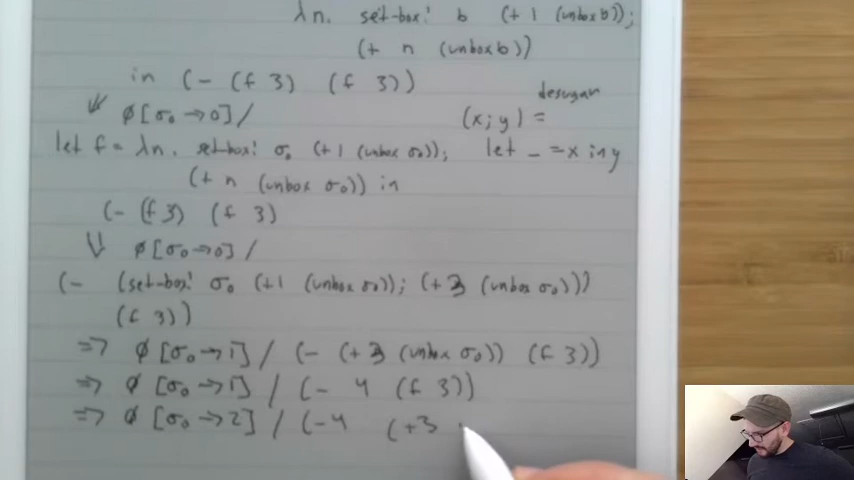 λn. set-box! b (+ 1 (unbox b));
(+ n (unbox b))
in (- (f 3) (f 3))
⇓ ∅[σ₀→0]/
desugar
(x; y) =
let _ = x in y
let f = λn. set-box! σ₀ (+1 (unbox σ₀));
(+ n (unbox σ₀)) in
(- (f 3) (f 3)
⇓ ∅[σ₀→0]/
(- (set-box! σ₀ (+1 (unbox σ₀)); (+3 (unbox σ₀)))
(f 3))
=> ∅[σ₀→1]/(- (+3 (unbox σ₀)) (f 3))
=> ∅[σ₀→1]/(- 4 (f 3))
=> ∅[σ₀→2]/(-4 (+3